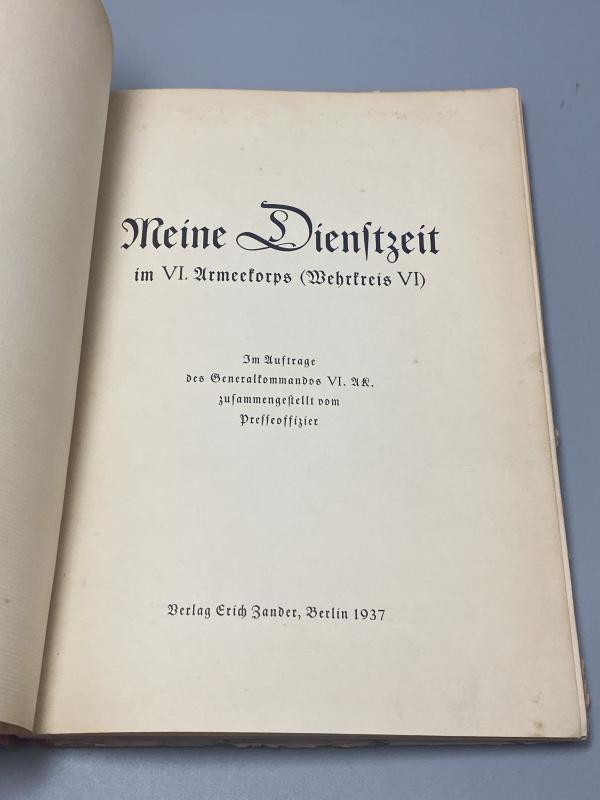 Meine Dienſtzeit
im VI. Armeekorps (Wehrkreis VI)
Im Auftrage
des Generalkommandos VI. AK.
zuſammengeſtellt vom
Preſſeoffizier
Verlag Erich Zander, Berlin 1937